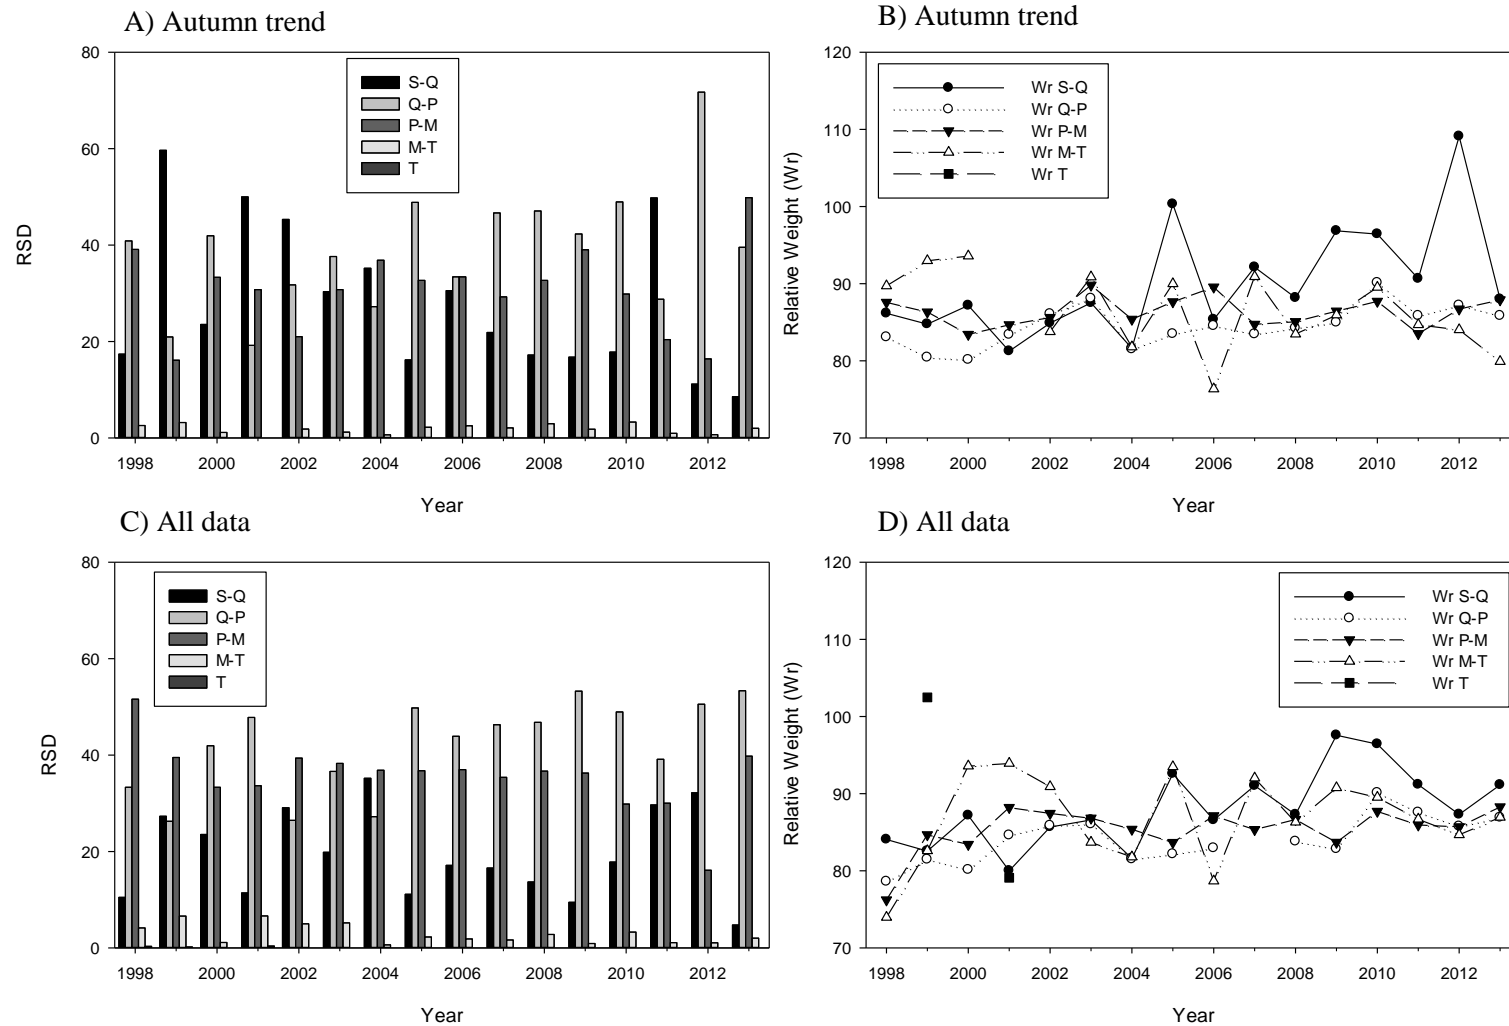 A) Autumn trend
80
60
40
20
0
RSD
S-Q
Q-P
P-M
M-T
T
1998 2000 2002 2004 2006 2008 2010 2012
Year
B) Autumn trend
120
110
100
90
80
70
Relative Weight (Wr)
Wr S-Q
Wr Q-P
Wr P-M
Wr M-T
Wr T
1998 2000 2002 2004 2006 2008 2010 2012
Year
C) All data
80
60
40
20
0
RSD
S-Q
Q-P
P-M
M-T
T
1998 2000 2002 2004 2006 2008 2010 2012
Year
D) All data
120
110
100
90
80
70
Relative Weight (Wr)
Wr S-Q
Wr Q-P
Wr P-M
Wr M-T
Wr T
1998 2000 2002 2004 2006 2008 2010 2012
Year